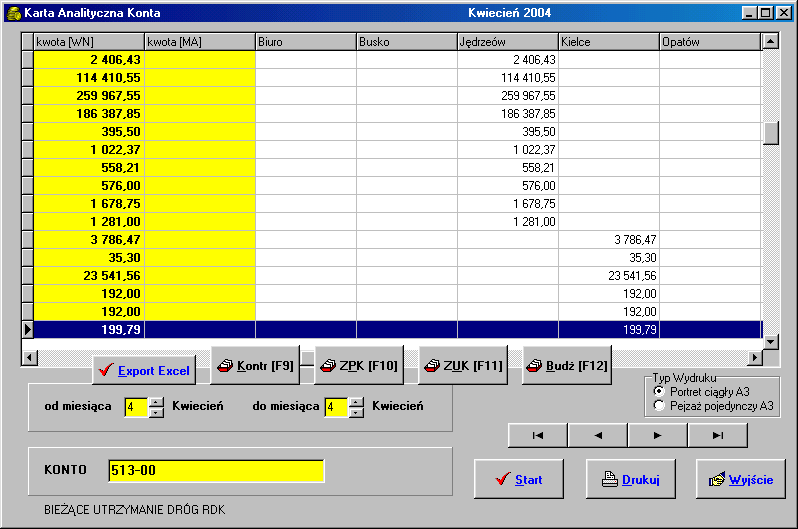 Karta Analityczna Konta Kwiecień 2004
kwota [WN] kwota [MA] Biuro Busko Jędrzeów Kielce Opatów
2 406,43 2 406,43
114 410,55 114 410,55
259 967,55 259 967,55
186 387,85 186 387,85
395,50 395,50
1 022,37 1 022,37
558,21 558,21
576,00 576,00
1 678,75 1 678,75
1 281,00 1 281,00
3 786,47 3 786,47
35,30 35,30
23 541,56 23 541,56
192,00 192,00
192,00 192,00
199,79 199,79
Export Excel Kontr [F9] ZPK [F10] ZUK [F11] Budż [F12]
Typ Wydruku
Portret ciągły A3
Pejzaż pojedynczy A3
od miesiąca 4 Kwiecień do miesiąca 4 Kwiecień
KONTO 513-00
Start Drukuj Wyjście
BIEŻĄCE UTRZYMANIE DRÓG RDK